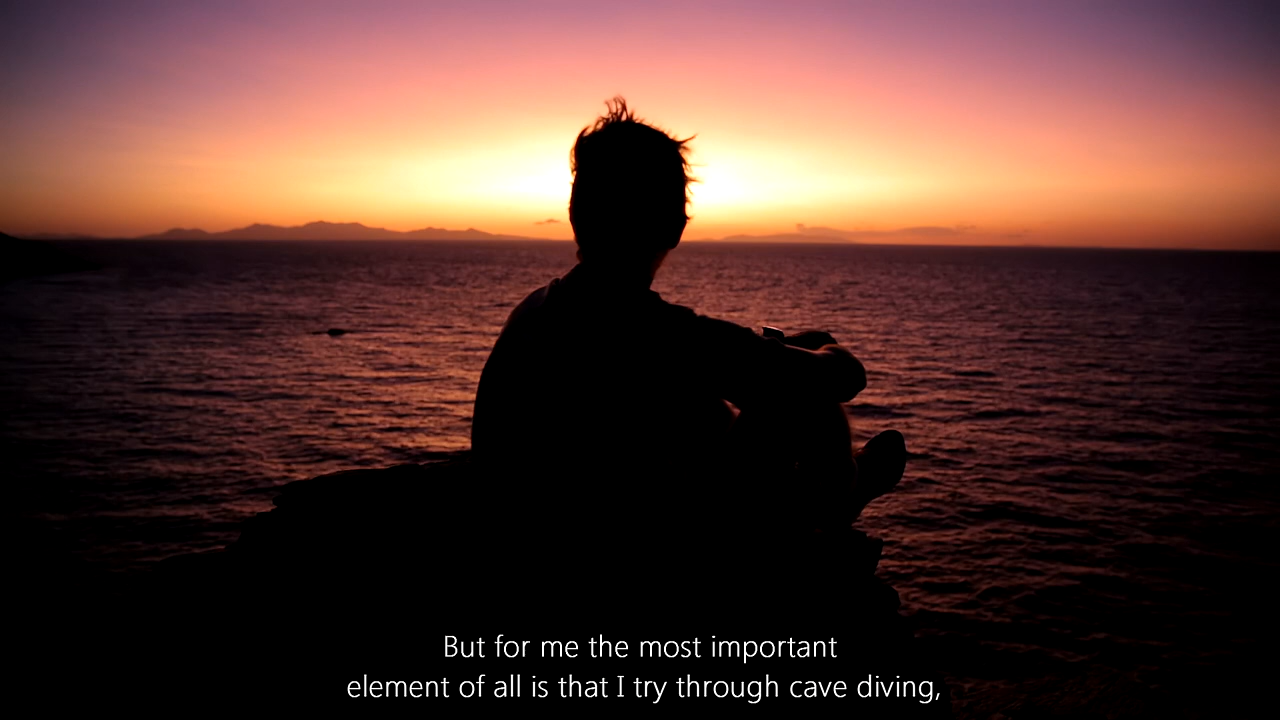 But for me the most important
element of all is that I try through cave diving,